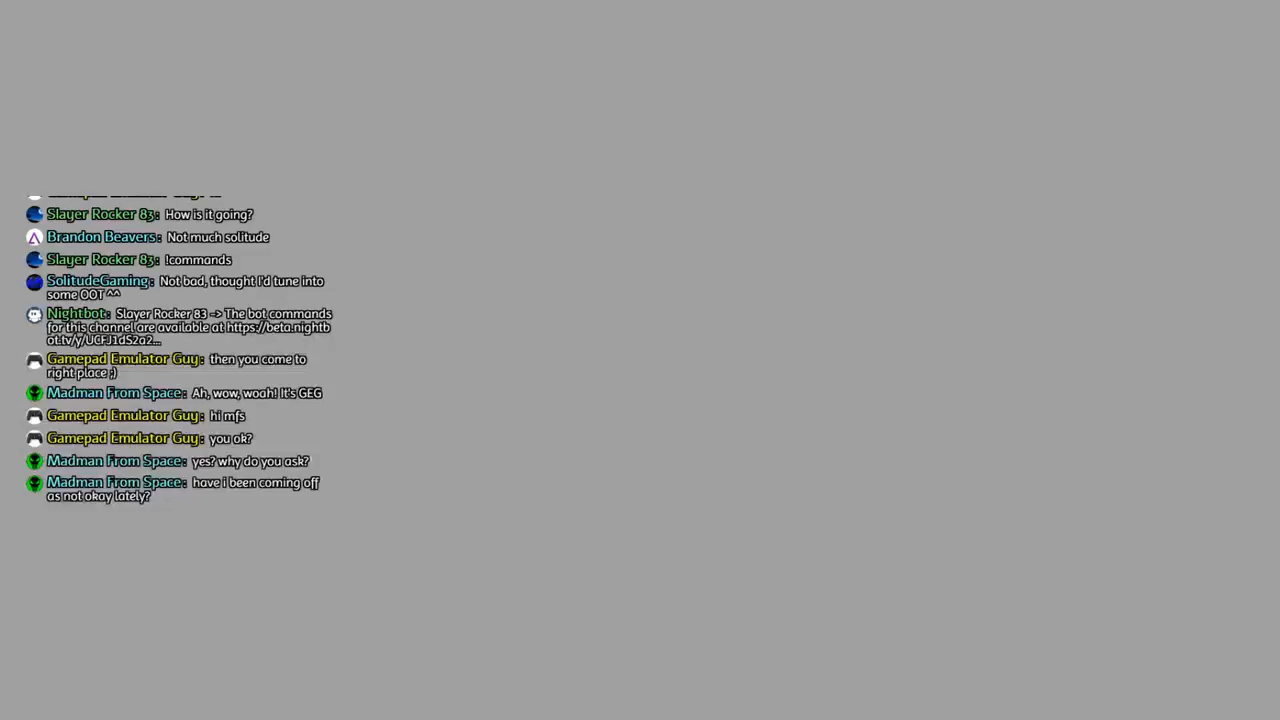 Slayer Rocker 83: How is it going?
Brandon Beavers: Not much solitude
Slayer Rocker 83: !commands
SolitudeGaming: Not bad, thought I'd tune into
some OOT ^^
Nightbot: Slayer Rocker 83 -> The bot commands
for this channel are available at https://beta.nightb
ot.tv/y/UCFJ1dS2a2...
Gamepad Emulator Guy: then you come to
right place ;)
Madman From Space: Ah, wow, woah! It's GEG
Gamepad Emulator Guy: hi mfs
Gamepad Emulator Guy: you ok?
Madman From Space: yes? why do you ask?
Madman From Space: have i been coming off
as not okay lately?